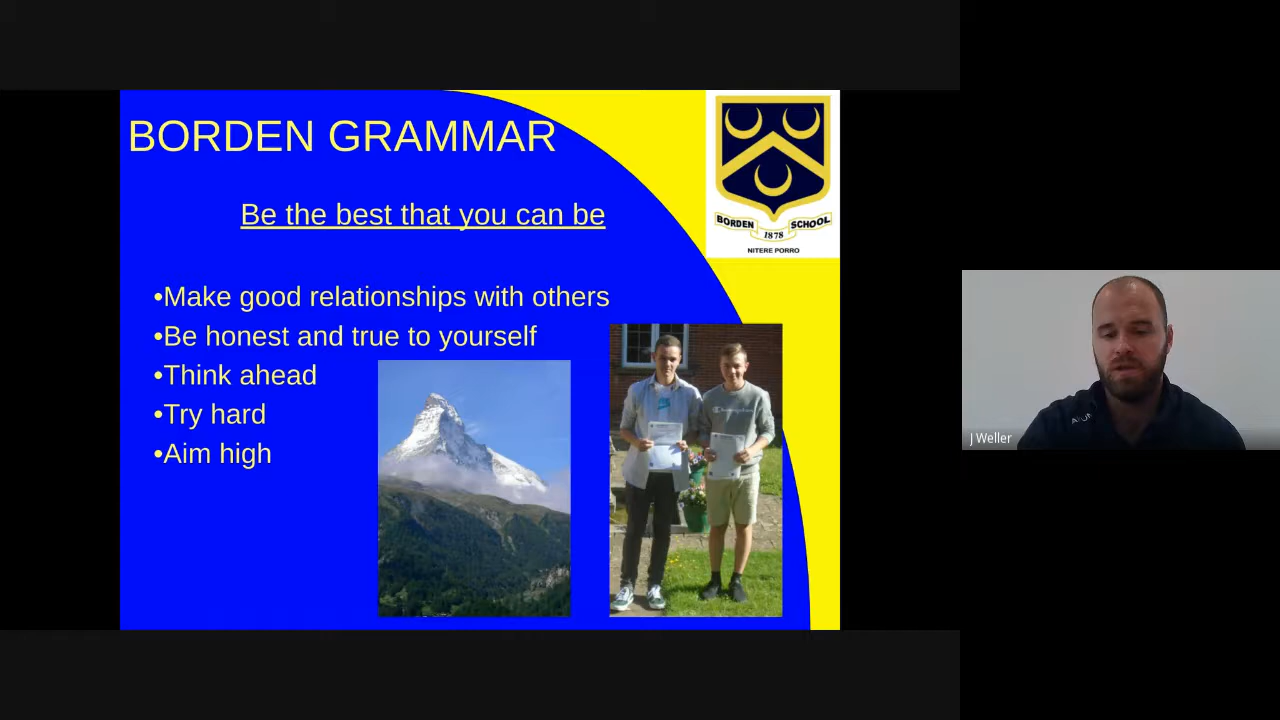 BORDEN GRAMMAR
Be the best that you can be
•Make good relationships with others
•Be honest and true to yourself
•Think ahead
•Try hard
•Aim high
BORDEN SCHOOL
1878
NITERE PORRO
Champion
J Weller